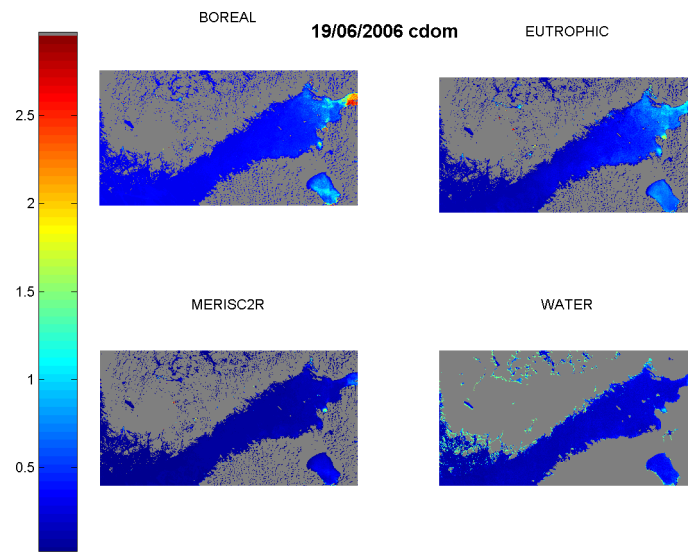 BOREAL
19/06/2006 cdom
EUTROPHIC
2.5
2
1.5
1
0.5
MERISC2R
WATER